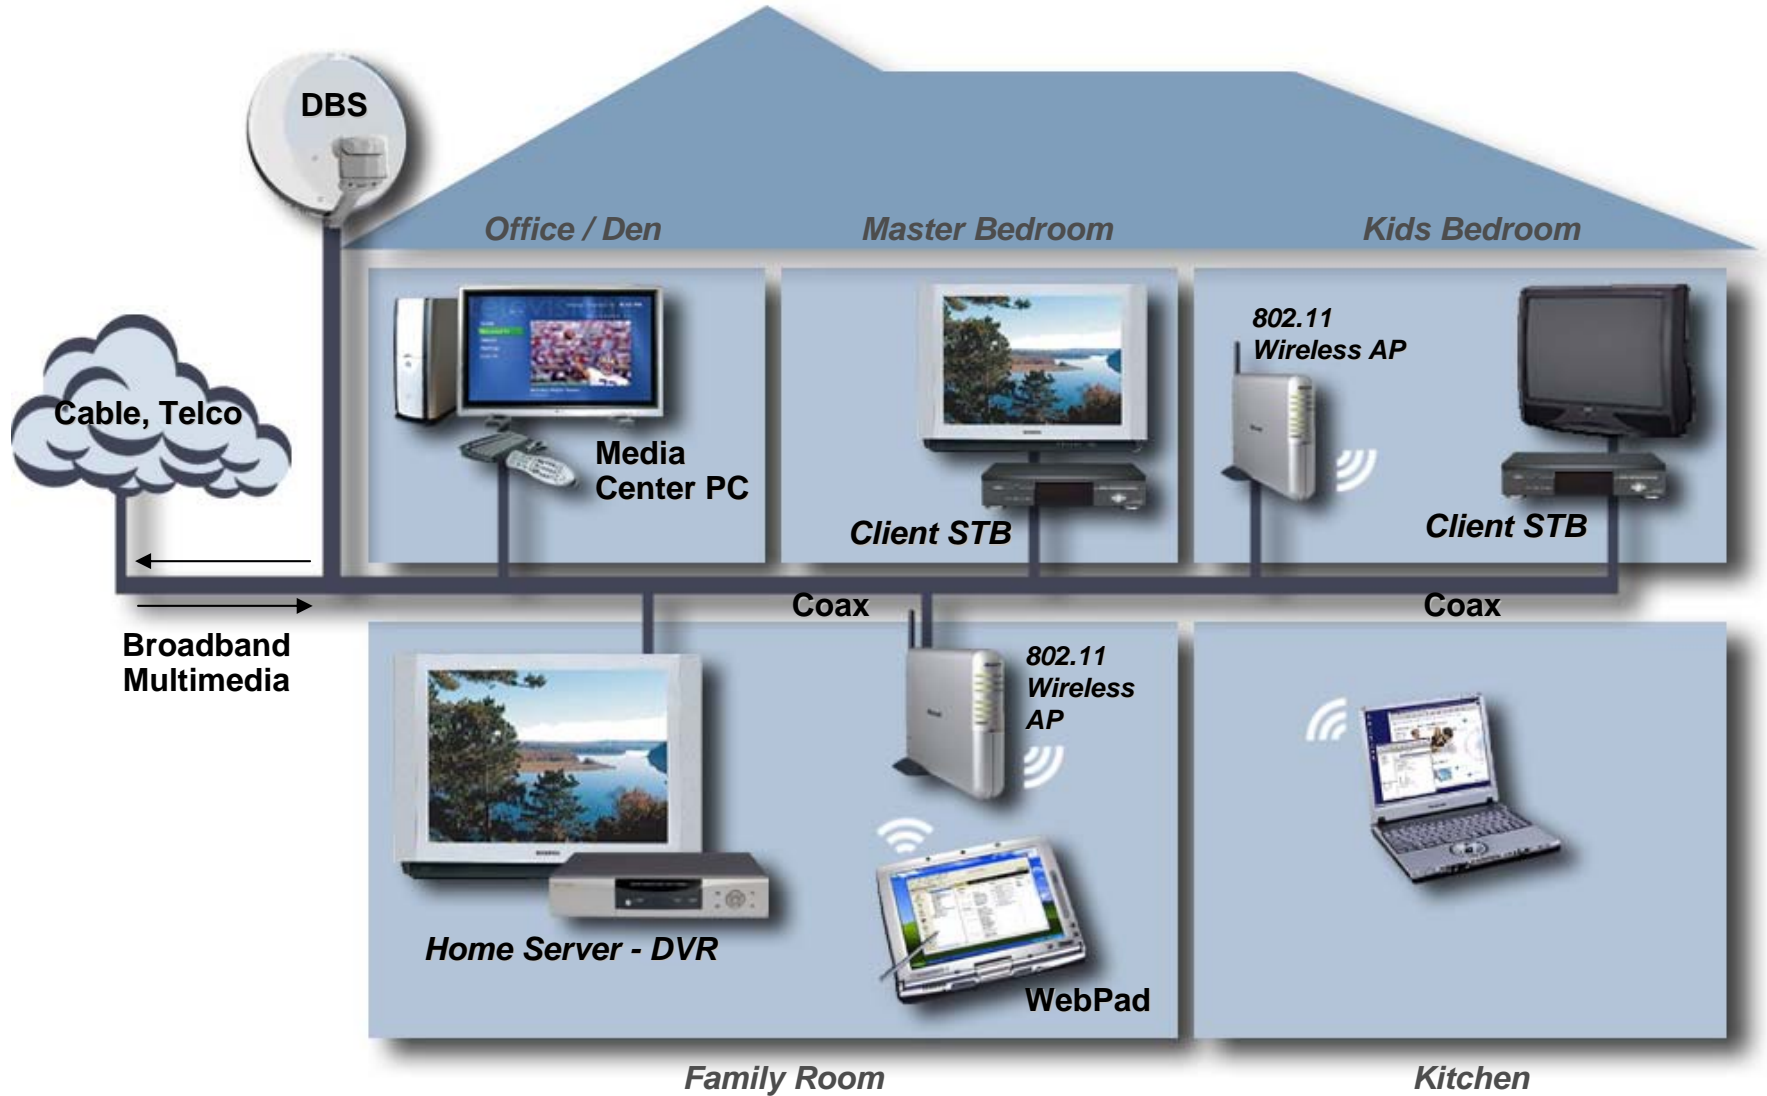 DBS
Office / Den
Master Bedroom
Kids Bedroom
802.11
Wireless AP
Cable, Telco
Media
Center PC
Client STB
Client STB
Coax
Coax
Broadband
Multimedia
802.11
Wireless
AP
Home Server - DVR
WebPad
Family Room
Kitchen